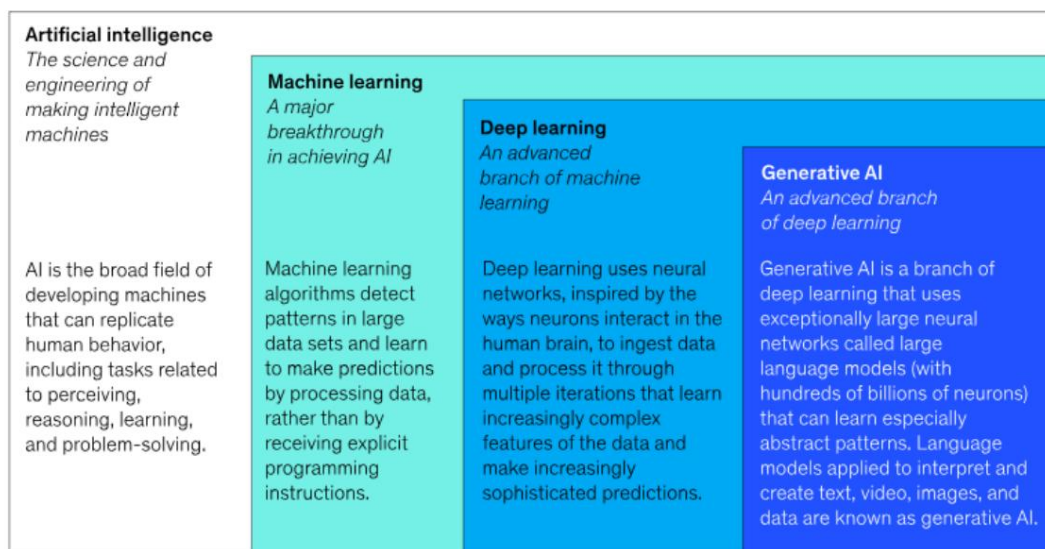 Artificial intelligence
The science and
engineering of
making intelligent
machines
AI is the broad field of
developing machines
that can replicate
human behavior,
including tasks related
to perceiving,
reasoning, learning,
and problem-solving.
Machine learning
A major
breakthrough
in achieving AI
Machine learning
algorithms detect
patterns in large
data sets and learn
to make predictions
by processing data,
rather than by
receiving explicit
programming
instructions.
Deep learning
An advanced
branch of machine
learning
Deep learning uses neural
networks, inspired by the
ways neurons interact in the
human brain, to ingest data
and process it through
multiple iterations that learn
increasingly complex
features of the data and
make increasingly
sophisticated predictions.
Generative AI
An advanced branch
of deep learning
Generative AI is a branch of
deep learning that uses
exceptionally large neural
networks called large
language models (with
hundreds of billions of neurons)
that can learn especially
abstract patterns. Language
models applied to interpret and
create text, video, images, and
data are known as generative AI.